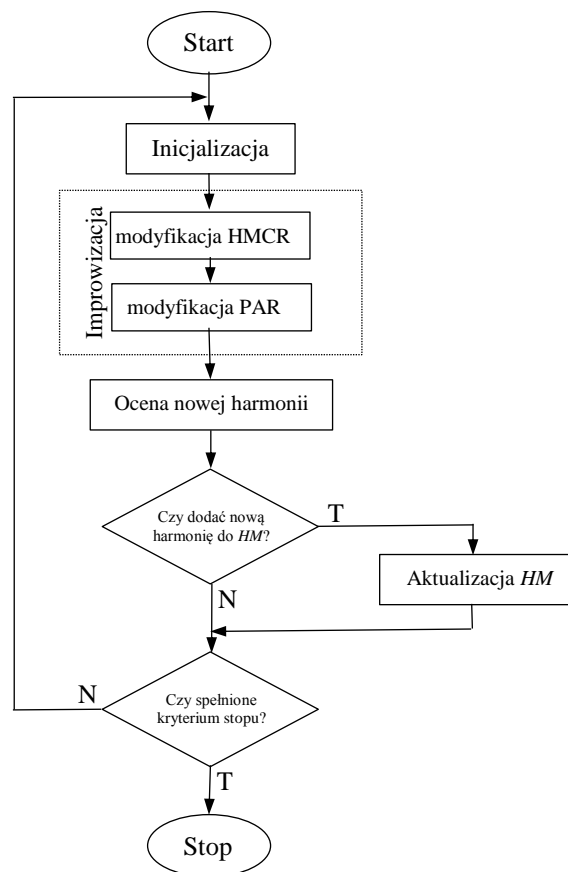 Start
Inicjalizacja
Improwizacja
modyfikacja HMCR
modyfikacja PAR
Ocena nowej harmonii
Czy dodać nową
harmonię do HM?
T
Aktualizacja HM
N
N
Czy spełnione
kryterium stopu?
T
Stop